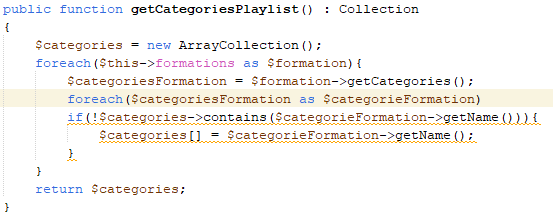 public function getCategoriesPlaylist() : Collection
{
    $categories = new ArrayCollection();
    foreach($this->formations as $formation){
        $categoriesFormation = $formation->getCategories();
        foreach($categoriesFormation as $categorieFormation)
        if(!$categories->contains($categorieFormation->getName())){
            $categories[] = $categorieFormation->getName();
        }
    }
    return $categories;
}